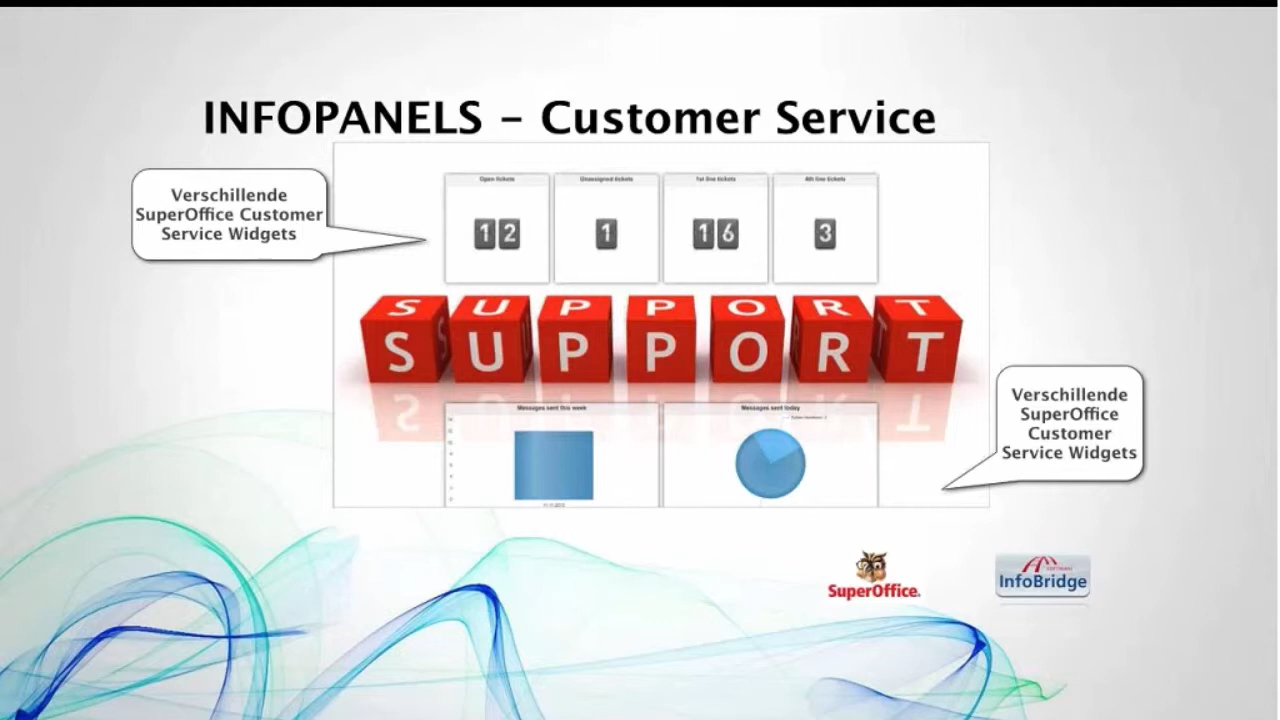 INFOPANELS – Customer Service
Verschillende
SuperOffice Customer
Service Widgets
Open tickets
Unassigned tickets
1st line tickets
4th line tickets
12
1
16
3
SUPPORT
SUPPORT
Messages sent this week
Messages sent today
Verschillende
SuperOffice
Customer
Service Widgets
SuperOffice.
InfoBridge